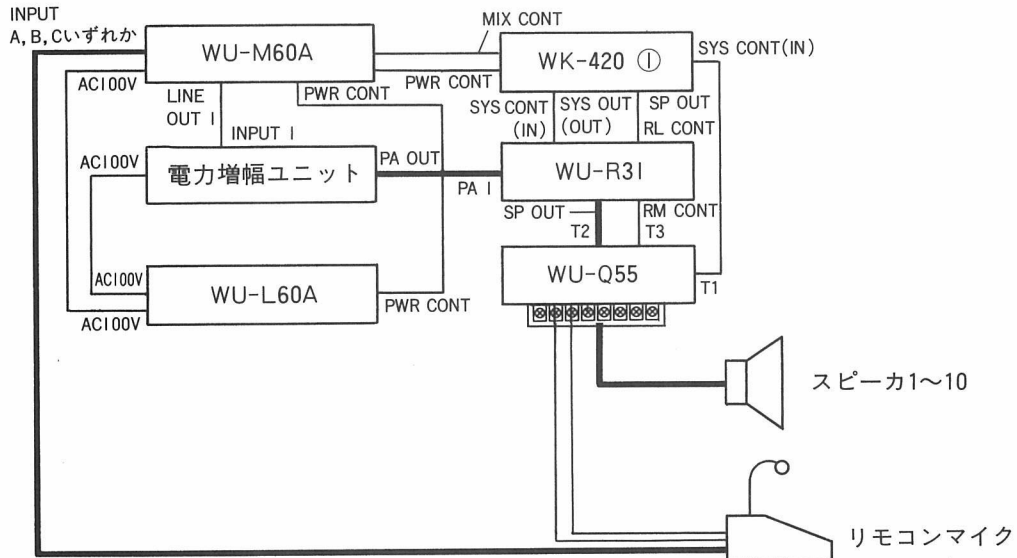 INPUT
A,B,Cいずれか
WU-M60A
MIX CONT
WK-420 ①
SYS CONT(IN)
AC100V
LINE
OUT 1
PWR CONT
PWR CONT
SYS CONT
(IN)
SYS OUT
(OUT)
SP OUT
RL CONT
INPUT 1
AC100V
電力増幅ユニット
PA OUT
PA 1
WU-R31
SP OUT
T2
RM CONT
T3
AC100V
WU-L60A
PWR CONT
WU-Q55
T1
AC100V
スピーカ1〜10
リモコンマイク